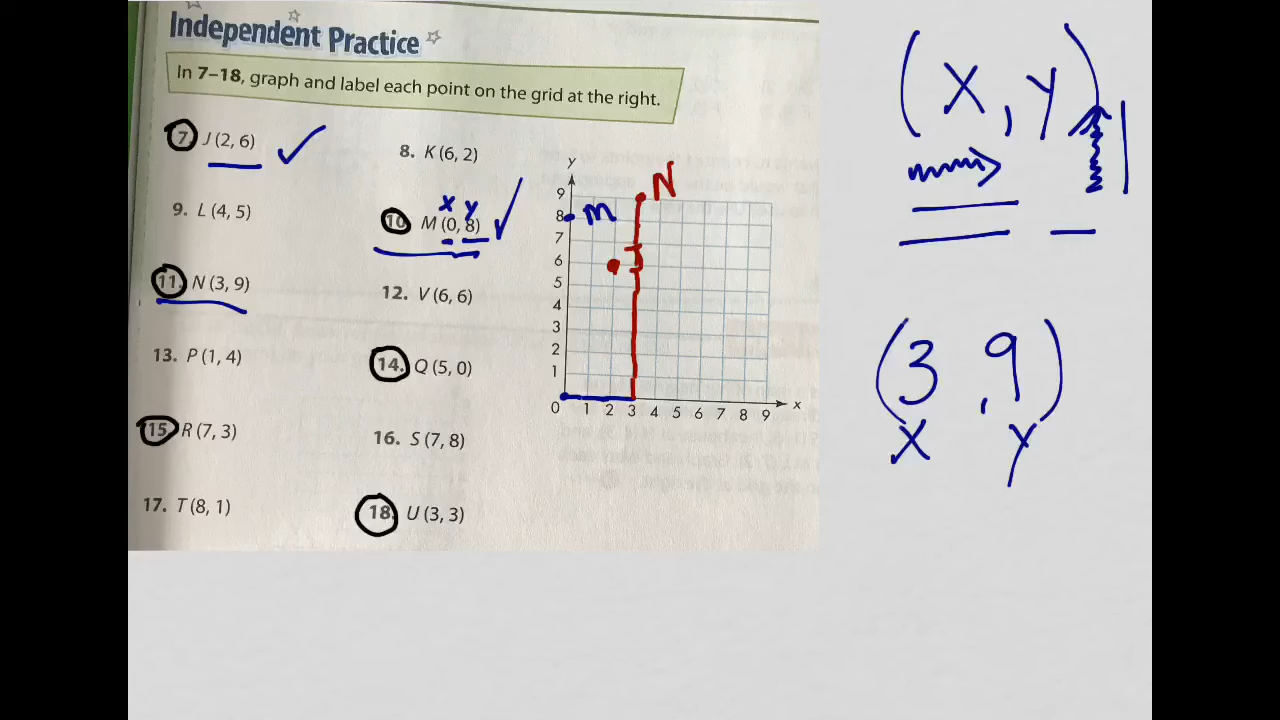 Independent Practice
In 7–18, graph and label each point on the grid at the right.
7. J (2, 6)
8. K (6, 2)
9. L (4, 5)
x y
10. M (0, 8)
11. N (3, 9)
12. V (6, 6)
13. P (1, 4)
14. Q (5, 0)
15. R (7, 3)
16. S (7, 8)
17. T (8, 1)
18. U (3, 3)
y
N
9
8 m
7
6
5
4
3
2
1
0 1 2 3 4 5 6 7 8 9 x
(X, Y)
(3, 9)
X Y